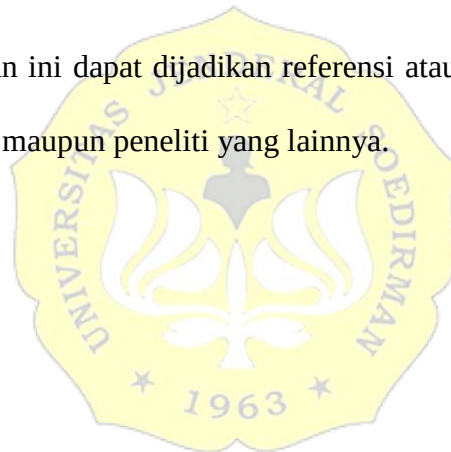 n ini dapat dijadikan referensi atau
maupun peneliti yang lainnya.
UNIVERSITAS JENDERAL SOEDIRMAN
1963